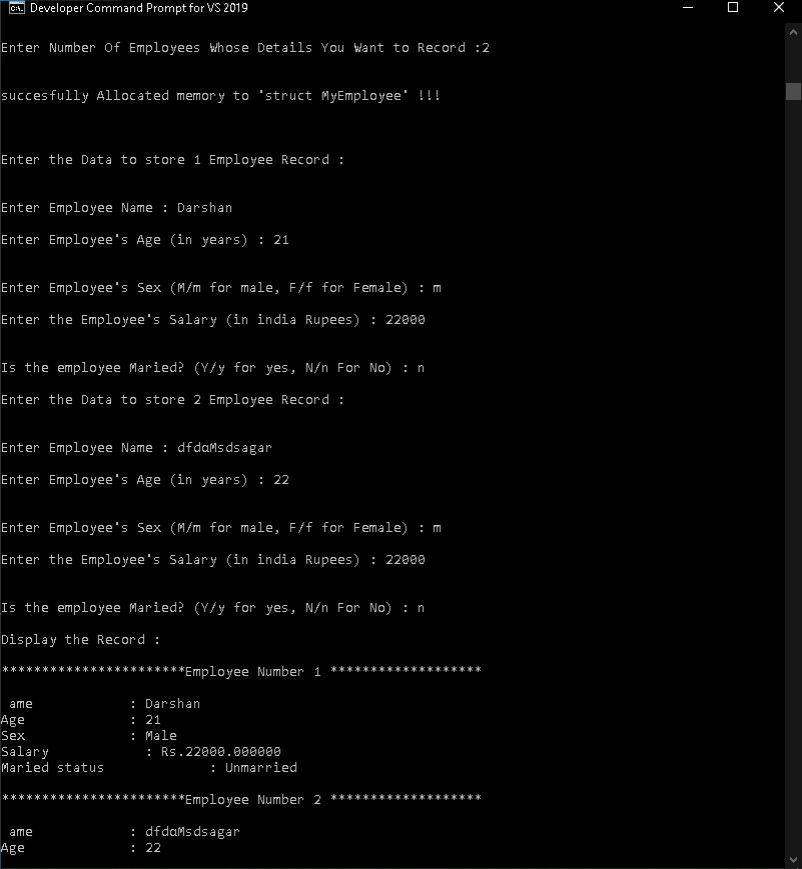 Developer Command Prompt for VS 2019
Enter Number Of Employees Whose Details You Want to Record :2
succesfully Allocated memory to 'struct MyEmployee' !!!
Enter the Data to store 1 Employee Record :
Enter Employee Name : Darshan
Enter Employee's Age (in years) : 21
Enter Employee's Sex (M/m for male, F/f for Female) : m
Enter the Employee's Salary (in india Rupees) : 22000
Is the employee Maried? (Y/y for yes, N/n For No) : n
Enter the Data to store 2 Employee Record :
Enter Employee Name : dfdaMsdsagar
Enter Employee's Age (in years) : 22
Enter Employee's Sex (M/m for male, F/f for Female) : m
Enter the Employee's Salary (in india Rupees) : 22000
Is the employee Maried? (Y/y for yes, N/n For No) : n
Display the Record :
***********************Employee Number 1 *******************
ame : Darshan
Age : 21
Sex : Male
Salary : Rs.22000.000000
Maried status : Unmarried
***********************Employee Number 2 *******************
ame : dfdaMsdsagar
Age : 22